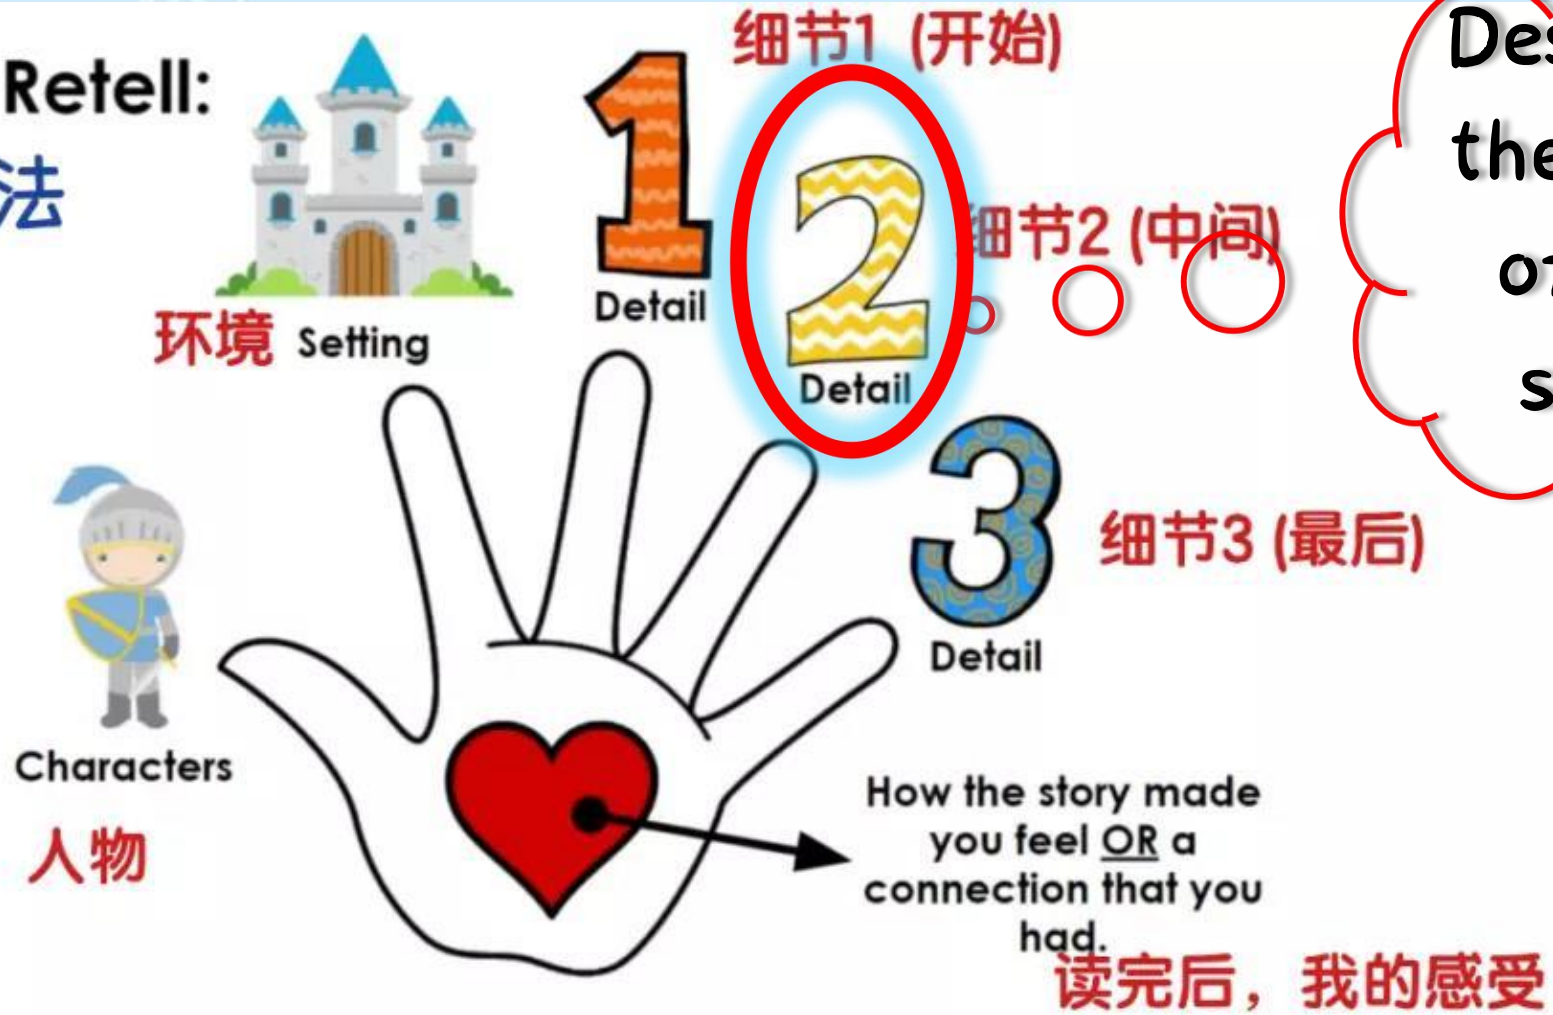 Retell:
法
细节1 (开始)
1
Detail
2
Detail
细节2 (中间)
环境 Setting
3
Detail
细节3 (最后)
Characters
人物
How the story made
you feel OR a
connection that you
had.
读完后，我的感受
the